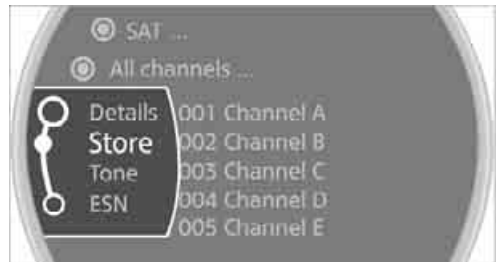 SAT ...
All channels ...
Details 001 Channel A
Store 002 Channel B
Tone 003 Channel C
ESN 004 Channel D
005 Channel E